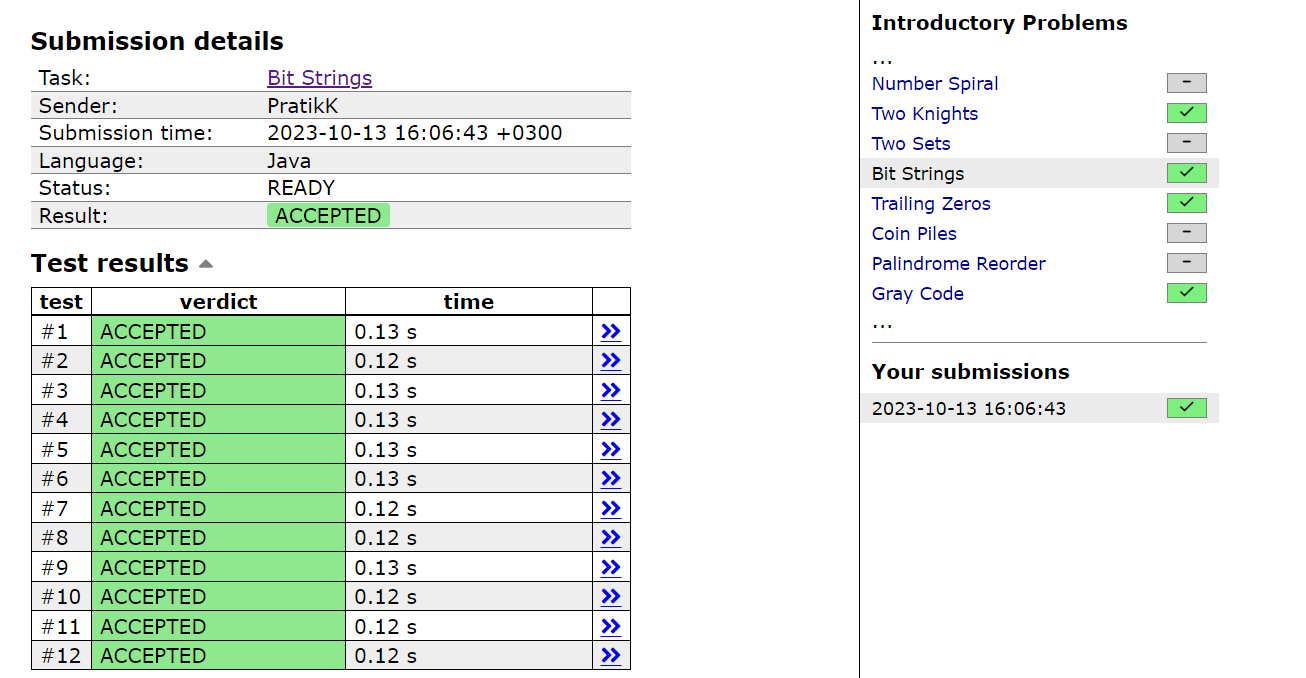 Submission details
Task: Bit Strings
Sender: PratikK
Submission time: 2023-10-13 16:06:43 +0300
Language: Java
Status: READY
Result: ACCEPTED
Test results
test verdict time
#1 ACCEPTED 0.13 s »
#2 ACCEPTED 0.12 s »
#3 ACCEPTED 0.13 s »
#4 ACCEPTED 0.13 s »
#5 ACCEPTED 0.13 s »
#6 ACCEPTED 0.13 s »
#7 ACCEPTED 0.12 s »
#8 ACCEPTED 0.12 s »
#9 ACCEPTED 0.13 s »
#10 ACCEPTED 0.12 s »
#11 ACCEPTED 0.12 s »
#12 ACCEPTED 0.12 s »
Introductory Problems
...
Number Spiral –
Two Knights ✓
Two Sets –
Bit Strings ✓
Trailing Zeros ✓
Coin Piles –
Palindrome Reorder –
Gray Code ✓
...
Your submissions
2023-10-13 16:06:43 ✓